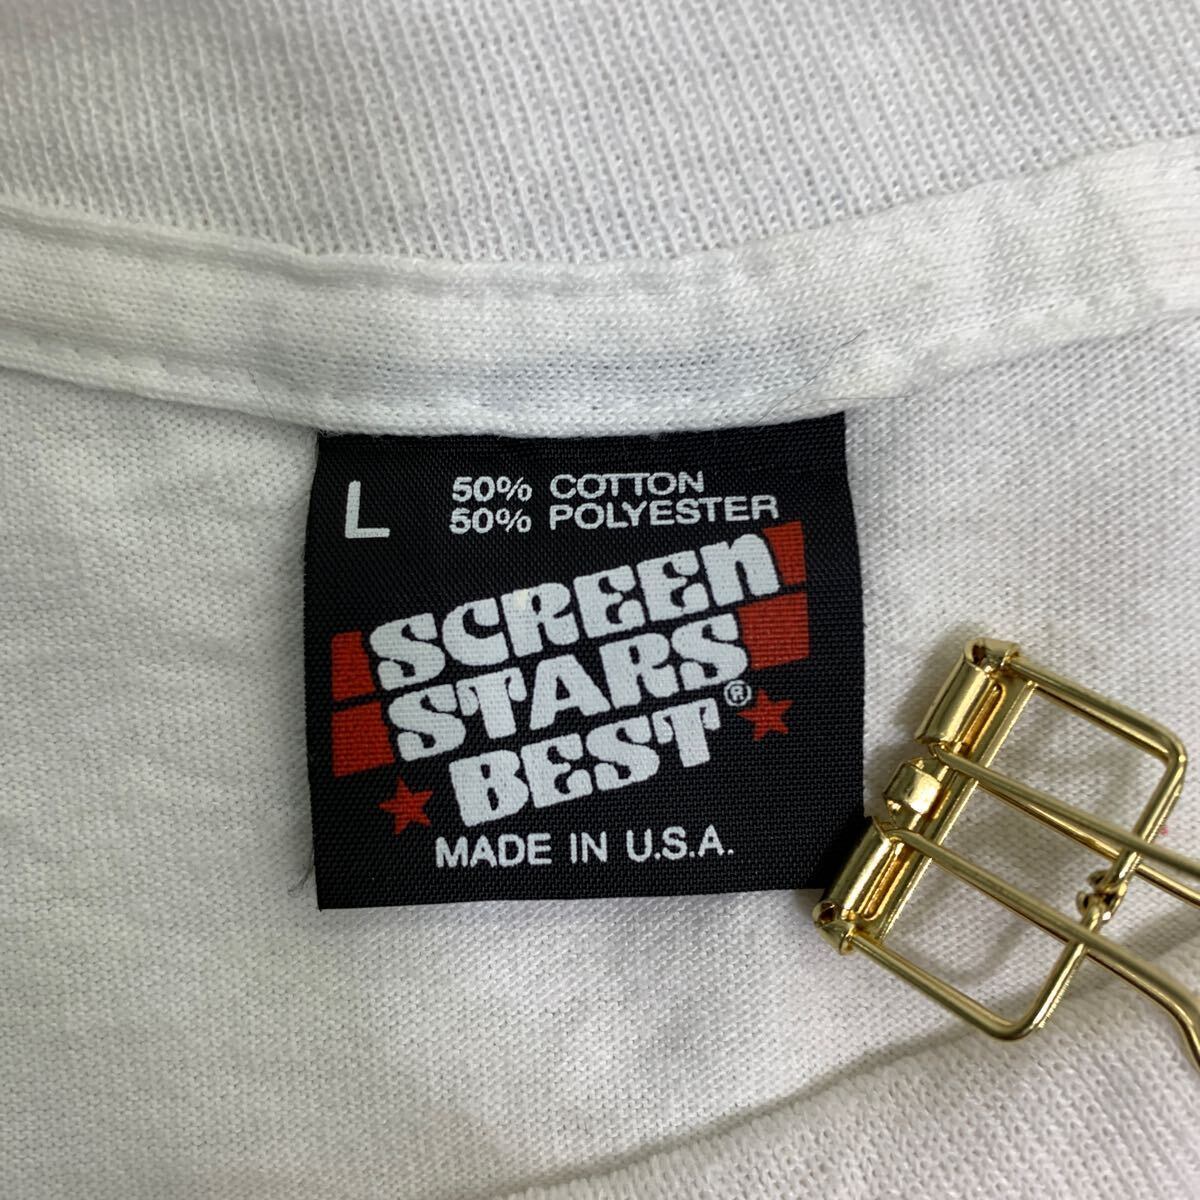 L
50% COTTON
50% POLYESTER
SCREEn
STARS
BEST®
MADE IN U.S.A.